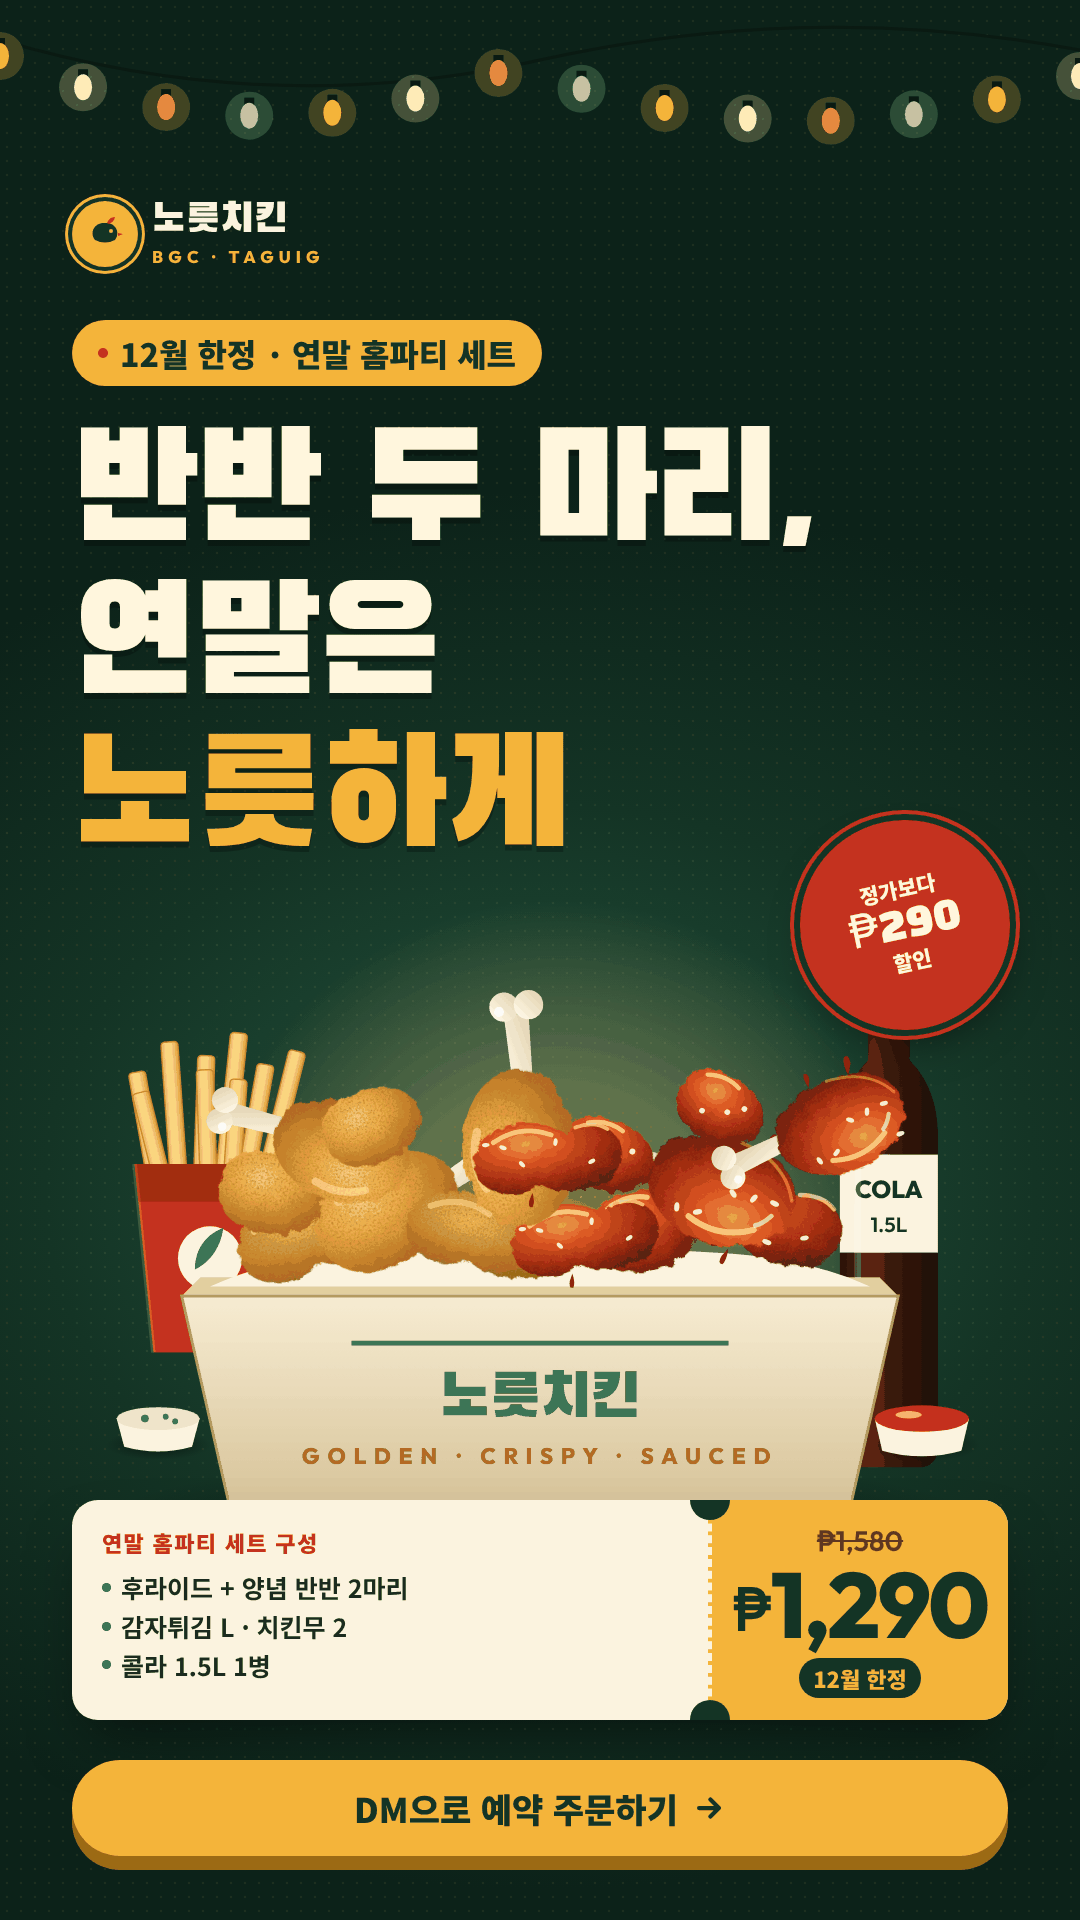 노릇치킨
BGC · TAGUIG
12월 한정 · 연말 홈파티 세트
반반 두 마리,
연말은
노릇하게
정가보다
₱290
할인
COLA
1.5L
노릇치킨
GOLDEN · CRISPY · SAUCED
연말 홈파티 세트 구성
후라이드 + 양념 반반 2마리
감자튀김 L · 치킨무 2
콜라 1.5L 1병
₱1,580
₱1,290
12월 한정
DM으로 예약 주문하기 →